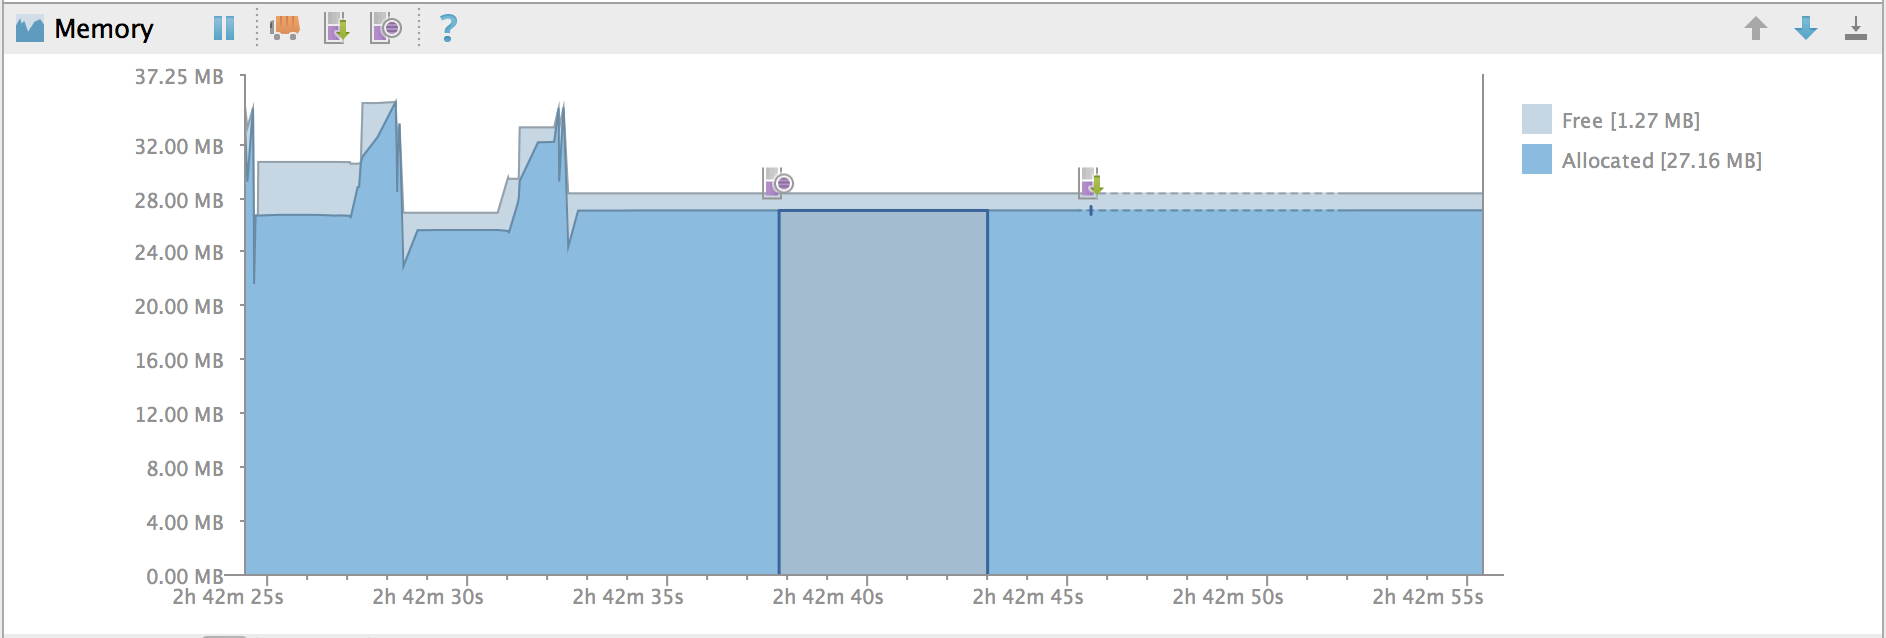 Memory
?
37.25 MB
32.00 MB
28.00 MB
24.00 MB
20.00 MB
16.00 MB
12.00 MB
8.00 MB
4.00 MB
0.00 MB
2h 42m 25s 2h 42m 30s 2h 42m 35s 2h 42m 40s 2h 42m 45s 2h 42m 50s 2h 42m 55s
Free [1.27 MB]
Allocated [27.16 MB]